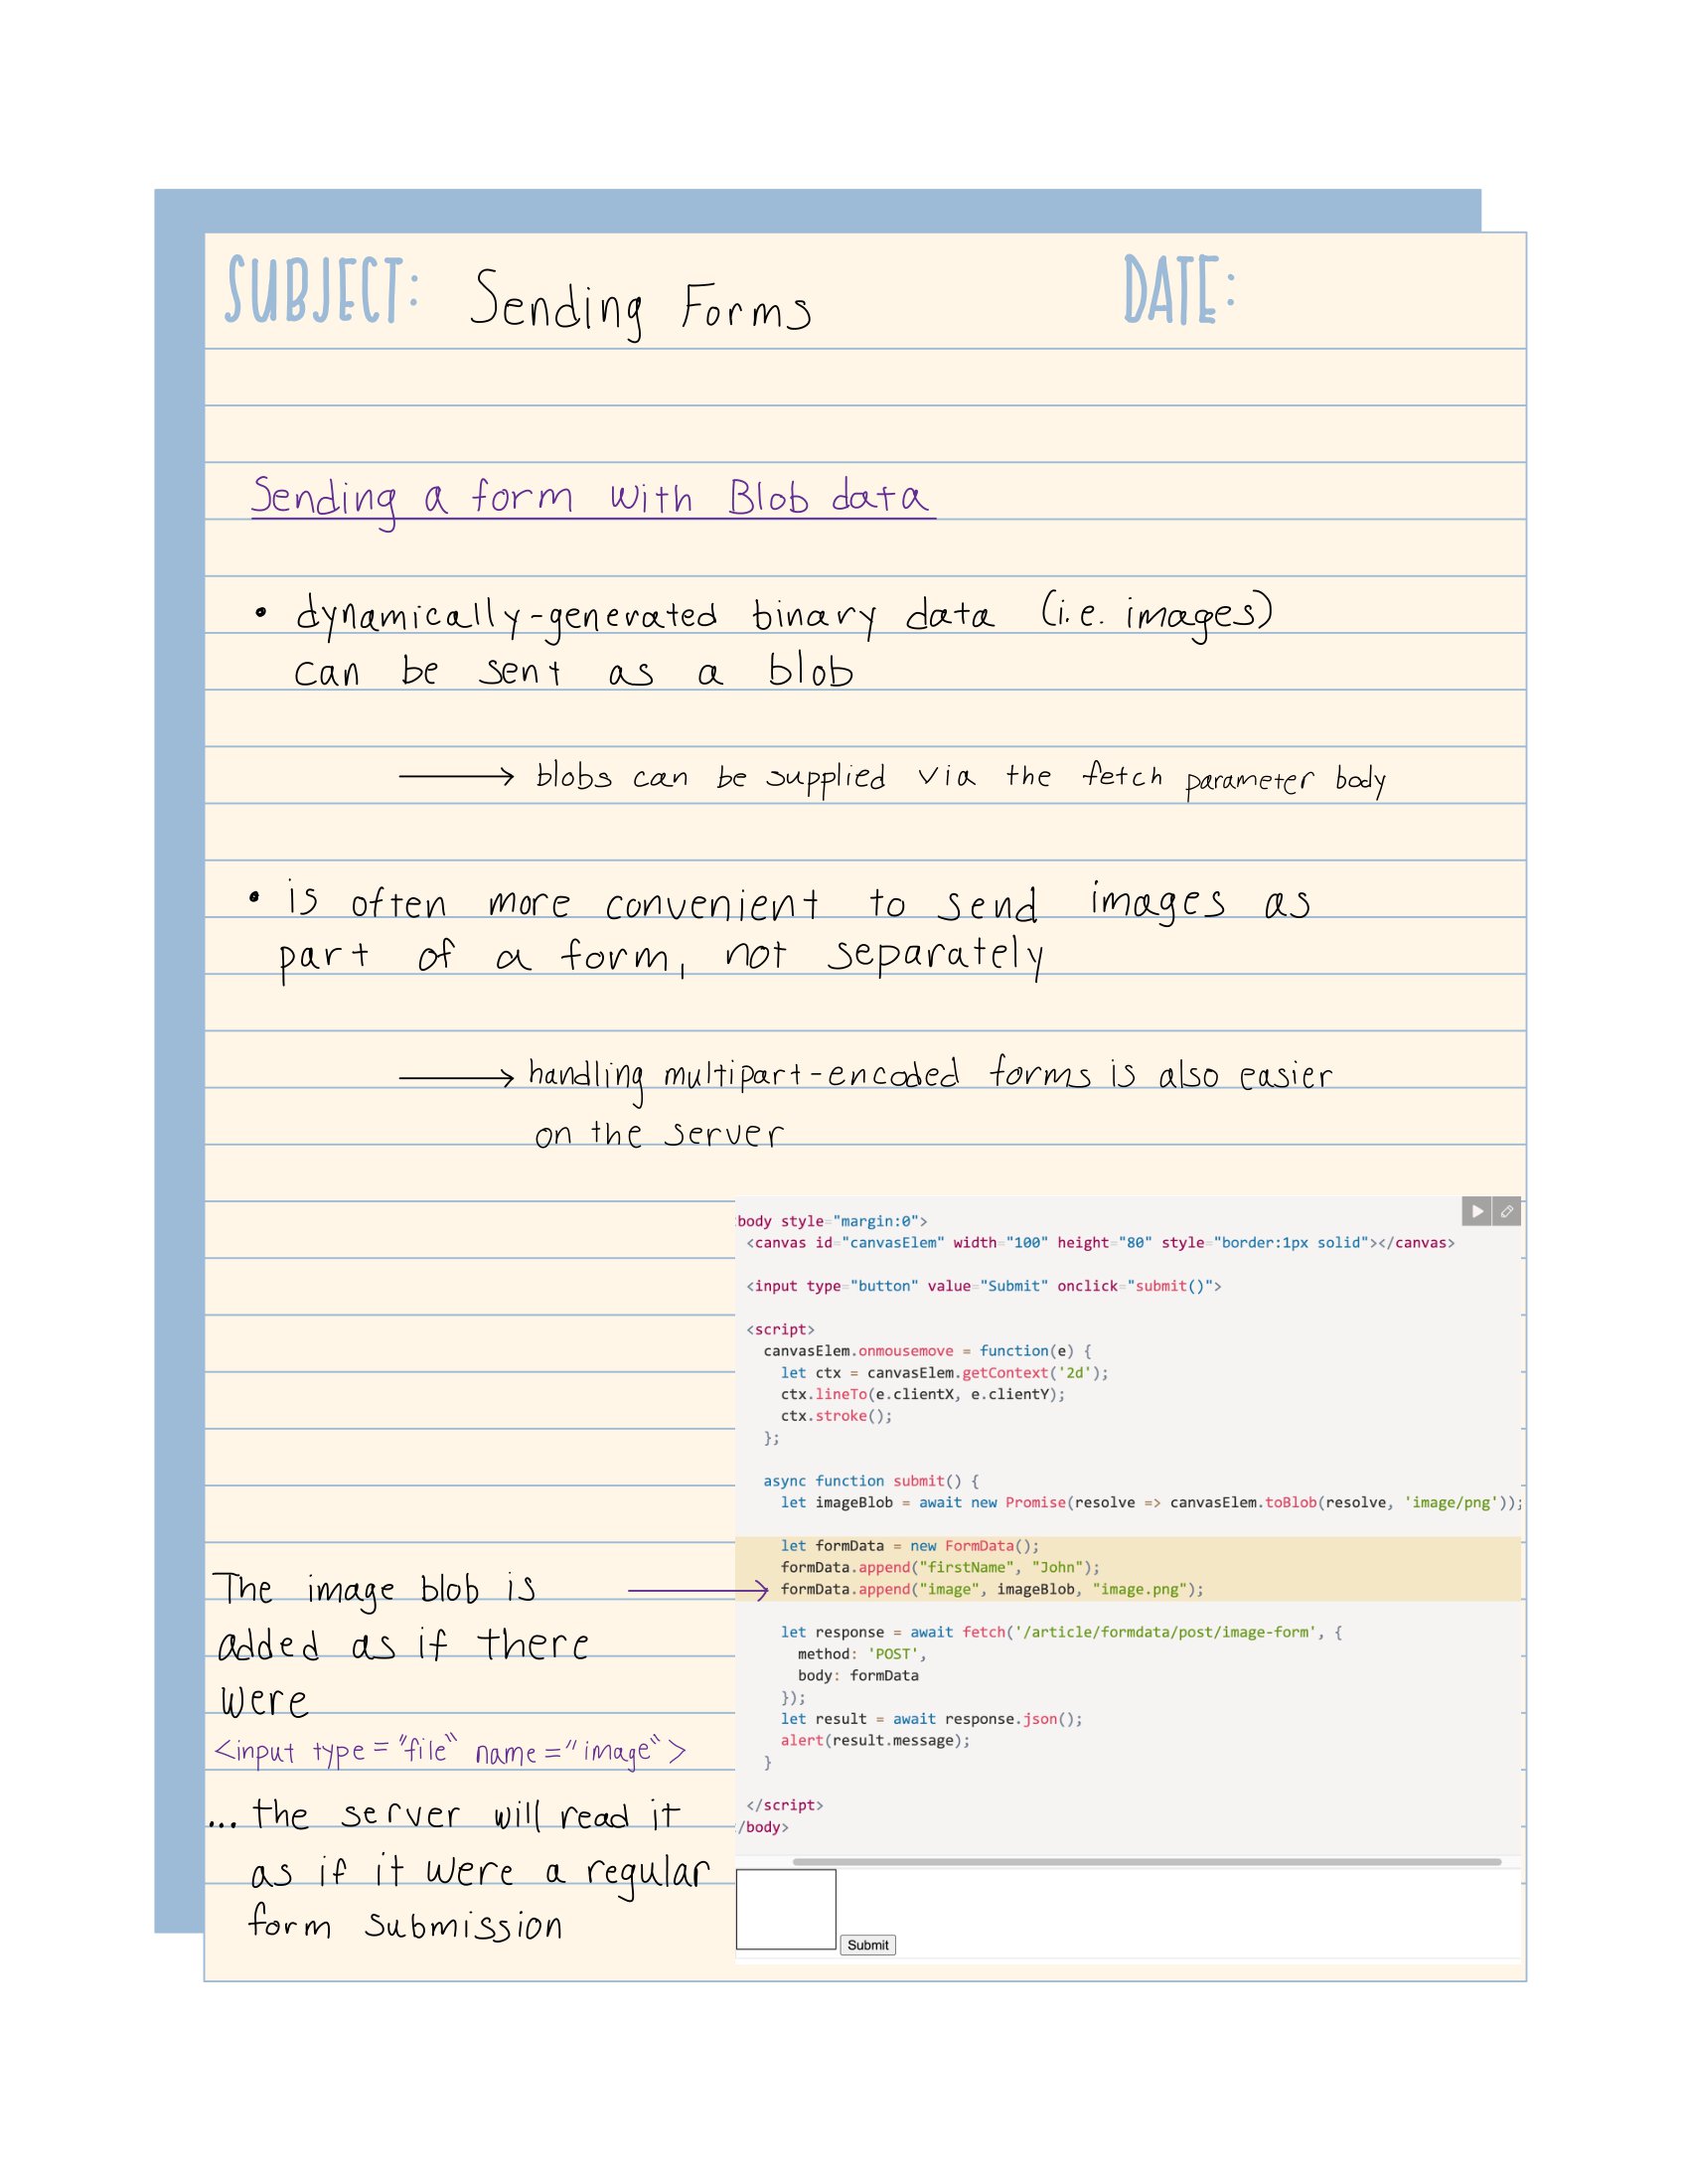 SUBJECT: Sending Forms DATE:
Sending a form with Blob data
• dynamically-generated binary data (i.e. images)
can be sent as a blob
→ blobs can be supplied via the fetch parameter body
• is often more convenient to send images as
part of a form, not separately
→ handling multipart-encoded forms is also easier
on the server
body style="margin:0">
<canvas id="canvasElem" width="100" height="80" style="border:1px solid"></canvas>
<input type="button" value="Submit" onclick="submit()">
<script>
canvasElem.onmousemove = function(e) {
let ctx = canvasElem.getContext('2d');
ctx.lineTo(e.clientX, e.clientY);
ctx.stroke();
};
async function submit() {
let imageBlob = await new Promise(resolve => canvasElem.toBlob(resolve, 'image/png'));
let formData = new FormData();
formData.append("firstName", "John");
formData.append("image", imageBlob, "image.png");
let response = await fetch('/article/formdata/post/image-form', {
method: 'POST',
body: formData
});
let result = await response.json();
alert(result.message);
}
</script>
/body>
Submit
The image blob is →
added as if there
were
<input type="file" name="image">
... the server will read it
as if it were a regular
form submission